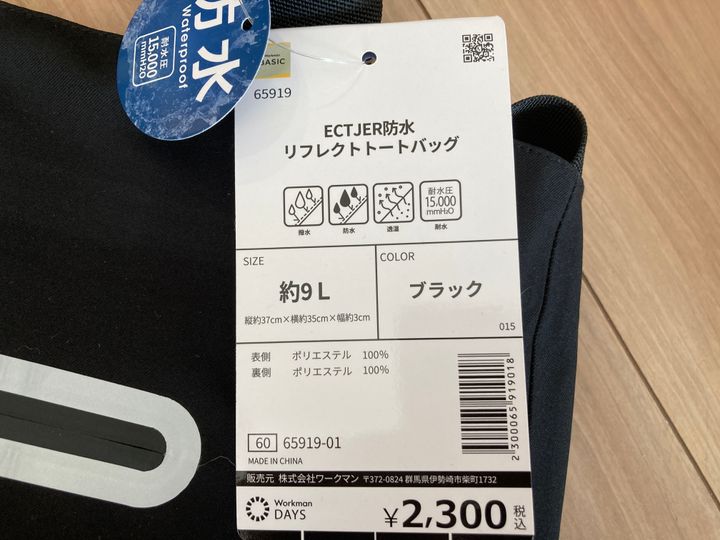 防水
Waterproof
耐水圧
15,000
mmH2O
BASIC
65919
ECTJER防水
リフレクトトートバッグ
撥水
防水
透湿
耐水圧
15,000
mmH₂O
耐水
SIZE
約9L
縦約37cm×横約35cm×幅約3cm
COLOR
ブラック
015
表側 ポリエステル 100%
裏側 ポリエステル 100%
60 65919-01
MADE IN CHINA
2300065919018
販売元 株式会社ワークマン 〒372-0824 群馬県伊勢崎市柴町1732
Workman
DAYS
¥2,300税込